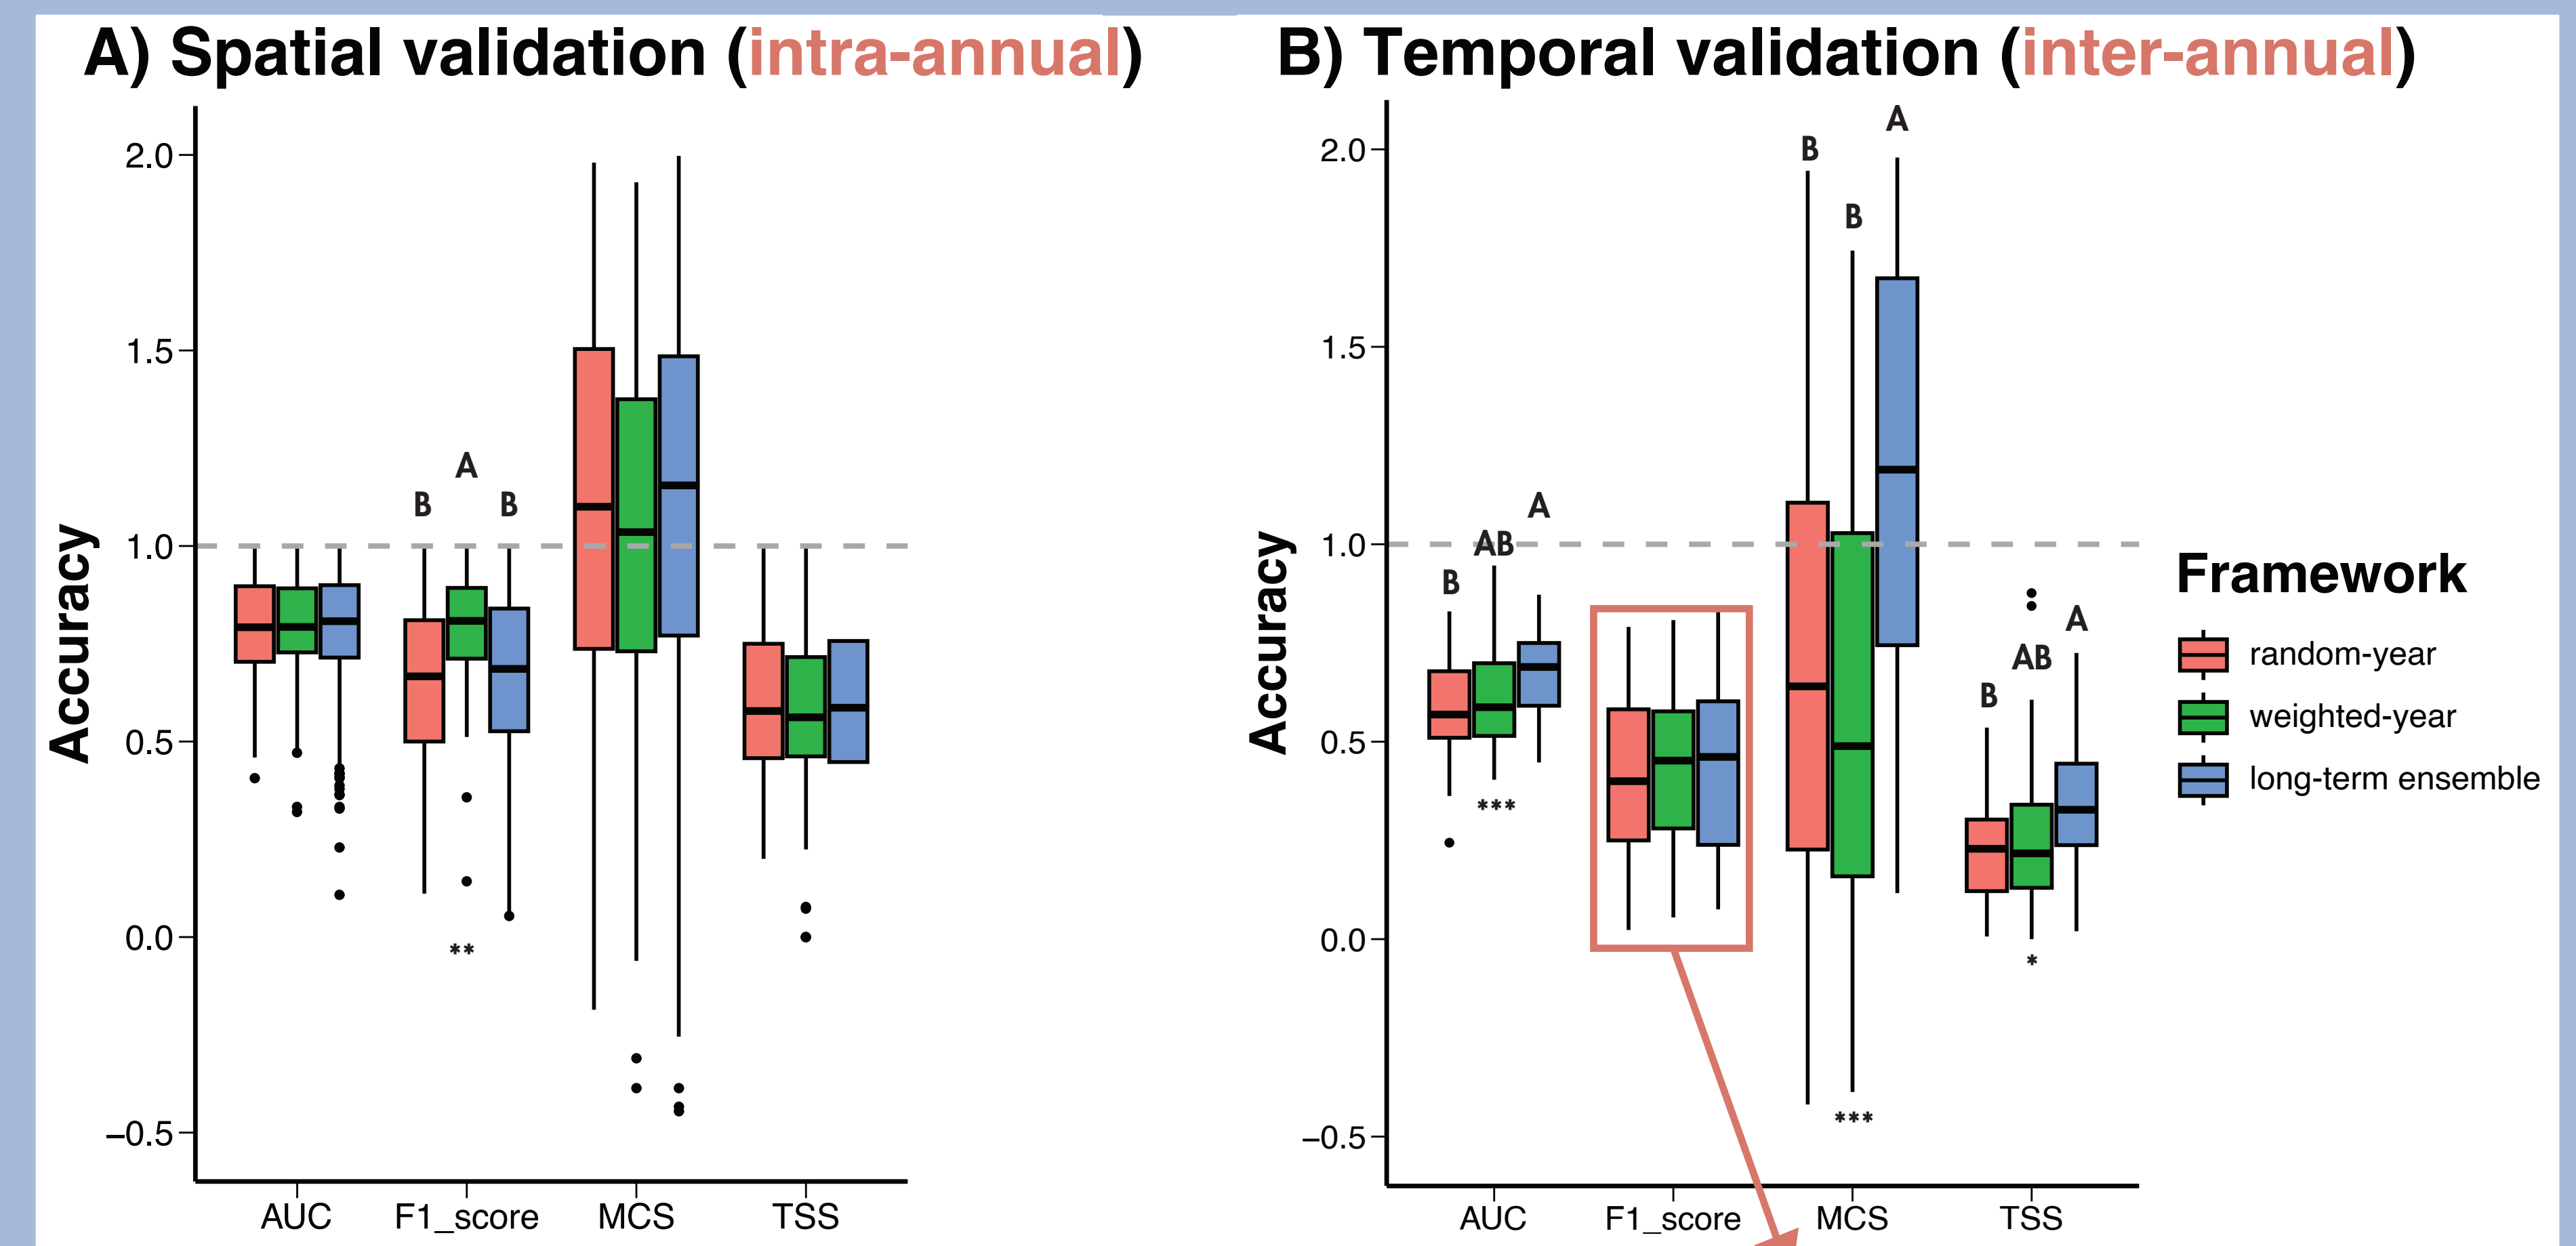 A) Spatial validation (intra-annual)
2.0
1.5
1.0
0.5
0.0
−0.5
Accuracy
B
A
B
**
AUC
F1_score
MCS
TSS
B) Temporal validation (inter-annual)
2.0
1.5
1.0
0.5
0.0
−0.5
Accuracy
B
AB
A
***
B
B
A
***
B
AB
A
*
AUC
F1_score
MCS
TSS
Framework
random-year
weighted-year
long-term ensemble